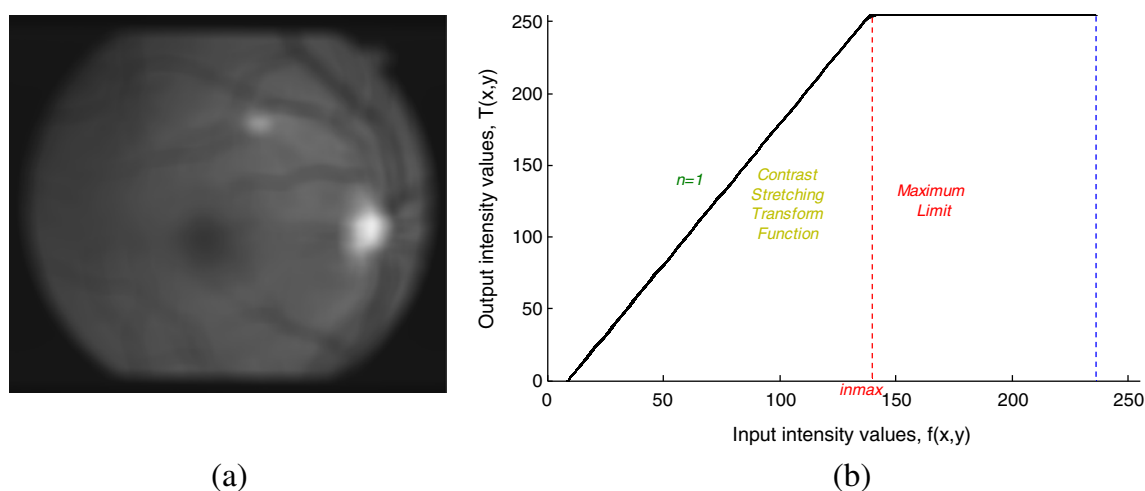 250
200
150
100
50
0
Output intensity values, T(x,y)
n=1
Contrast
Stretching
Transform
Function
Maximum
Limit
0 50 100 150 200 250
inmax
Input intensity values, f(x,y)
(a) (b)